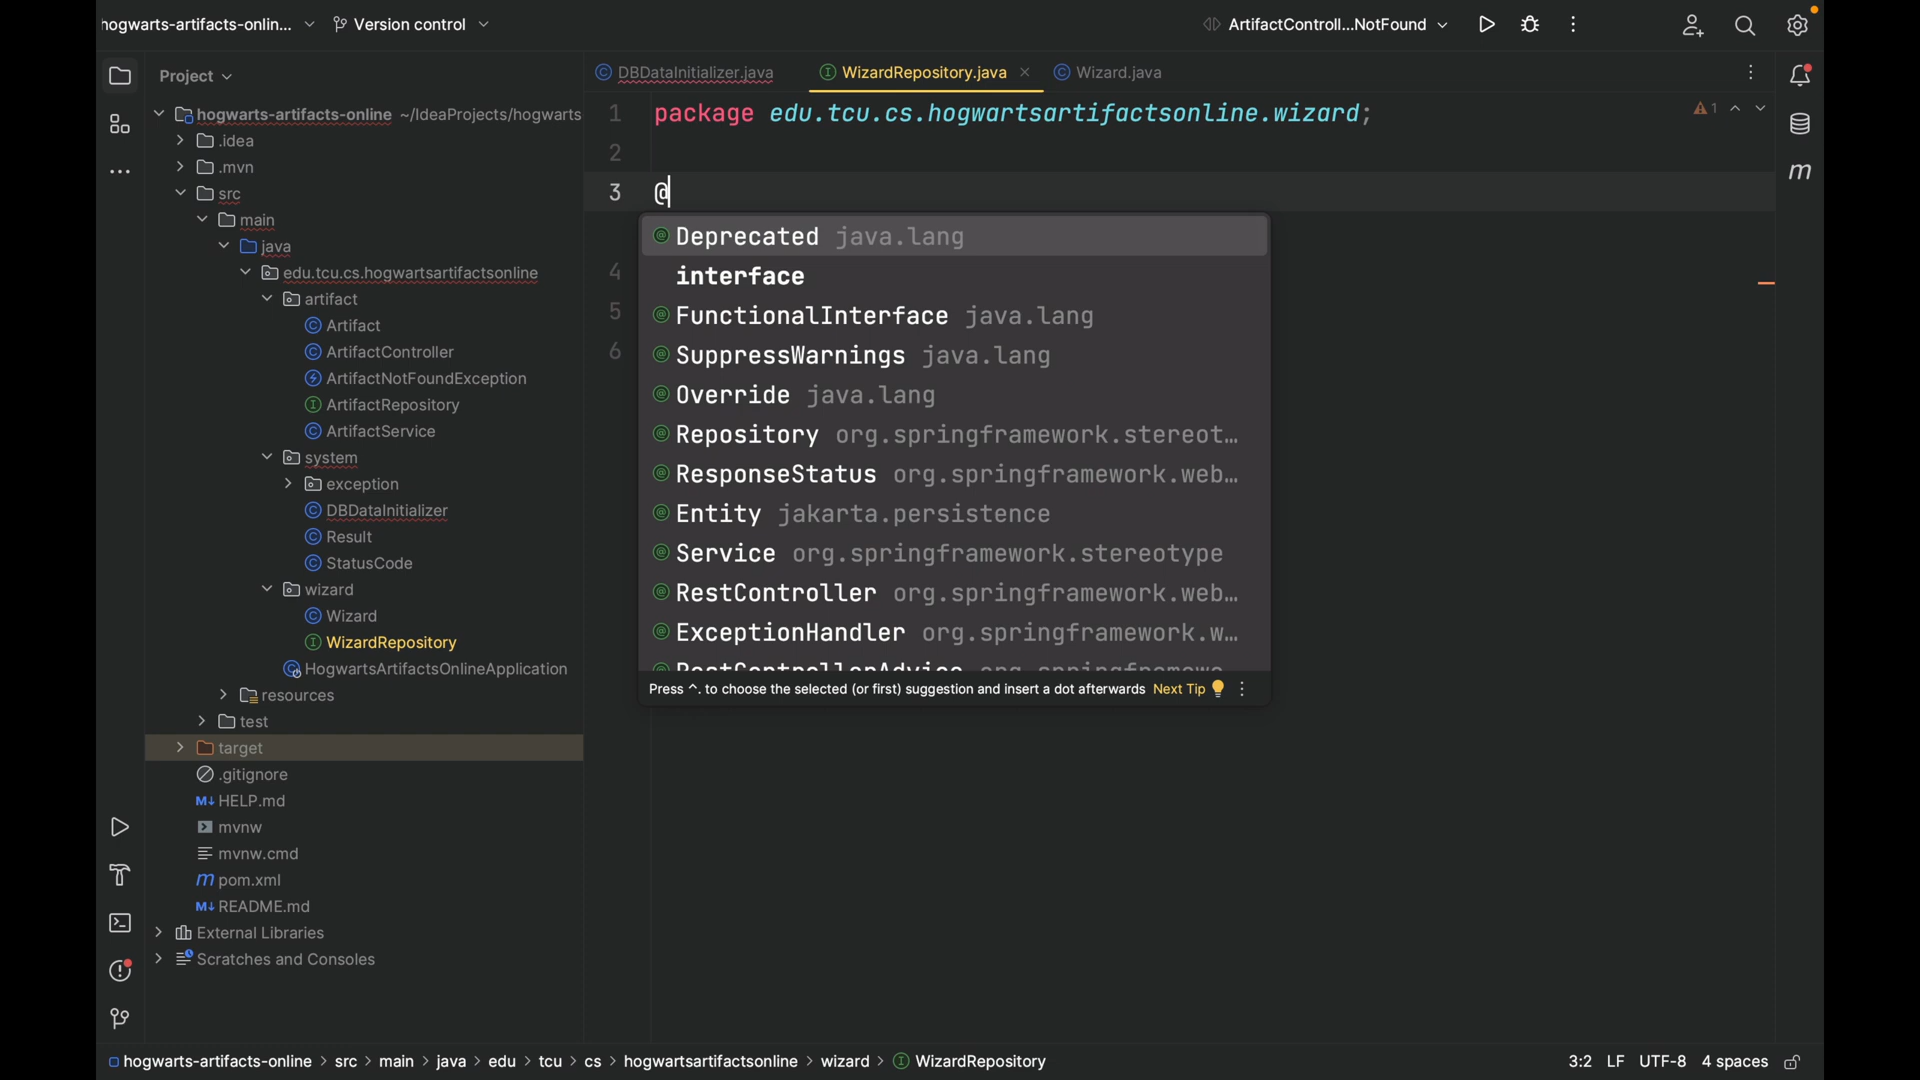 hogwarts-artifacts-onlin...
Version control
ArtifactControll...NotFound
Project
DBDataInitializer.java
WizardRepository.java
Wizard.java
hogwarts-artifacts-online ~/IdeaProjects/hogwarts
.idea
.mvn
src
main
java
edu.tcu.cs.hogwartsartifactsonline
artifact
Artifact
ArtifactController
ArtifactNotFoundException
ArtifactRepository
ArtifactService
system
exception
DBDataInitializer
Result
StatusCode
wizard
Wizard
WizardRepository
HogwartsArtifactsOnlineApplication
resources
test
target
.gitignore
M↓ HELP.md
mvnw
mvnw.cmd
m pom.xml
M↓ README.md
External Libraries
Scratches and Consoles
1 package edu.tcu.cs.hogwartsartifactsonline.wizard;
2
3 @
4
5
6
1
m
Deprecated java.lang
interface
FunctionalInterface java.lang
SuppressWarnings java.lang
Override java.lang
Repository org.springframework.stereot…
ResponseStatus org.springframework.web…
Entity jakarta.persistence
Service org.springframework.stereotype
RestController org.springframework.web…
ExceptionHandler org.springframework.w…
RestControllerAdvice org.springframewo…
Press ^. to choose the selected (or first) suggestion and insert a dot afterwards Next Tip
hogwarts-artifacts-online > src > main > java > edu > tcu > cs > hogwartsartifactsonline > wizard > WizardRepository
3:2 LF UTF-8 4 spaces